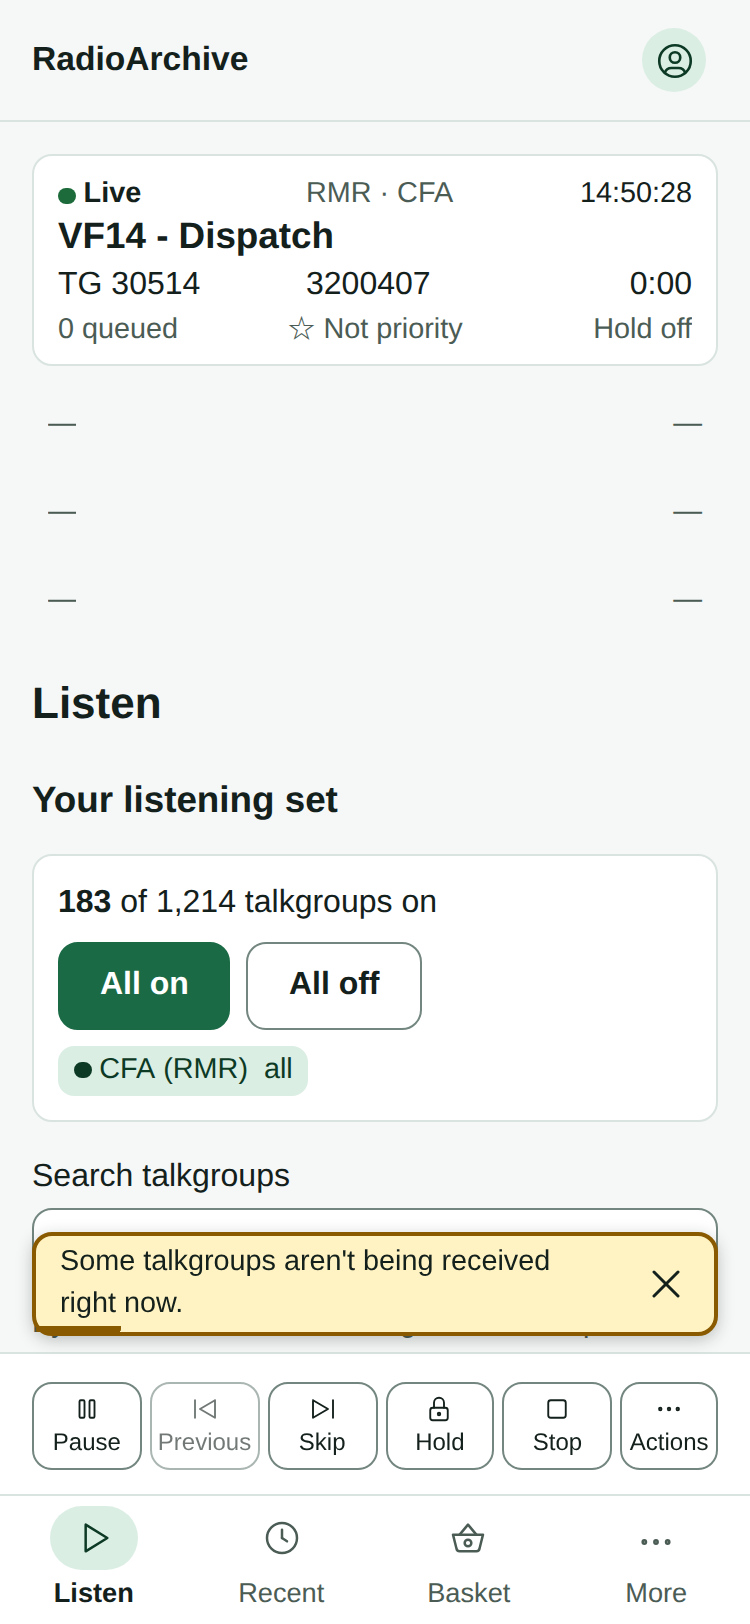 RadioArchive
Live RMR · CFA 14:50:28
VF14 - Dispatch
TG 30514 3200407 0:00
0 queued ☆ Not priority Hold off
— —
— —
— —
Listen
Your listening set
183 of 1,214 talkgroups on
All on All off
CFA (RMR) all
Search talkgroups
Some talkgroups aren't being received
right now.
Pause Previous Skip Hold Stop Actions
Listen Recent Basket More